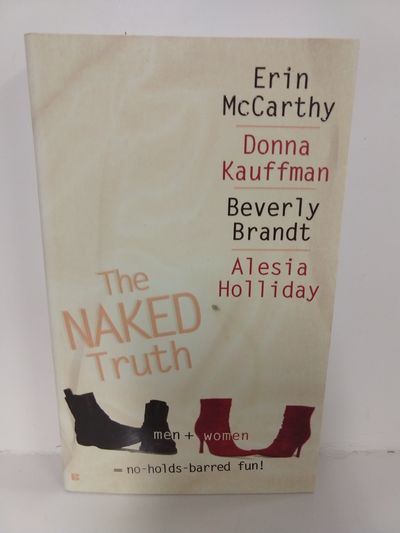 Erin
McCarthy
Donna
Kauffman
Beverly
Brandt
Alesia
Holliday
The
NAKED
Truth
men + women
= no-holds-barred fun!